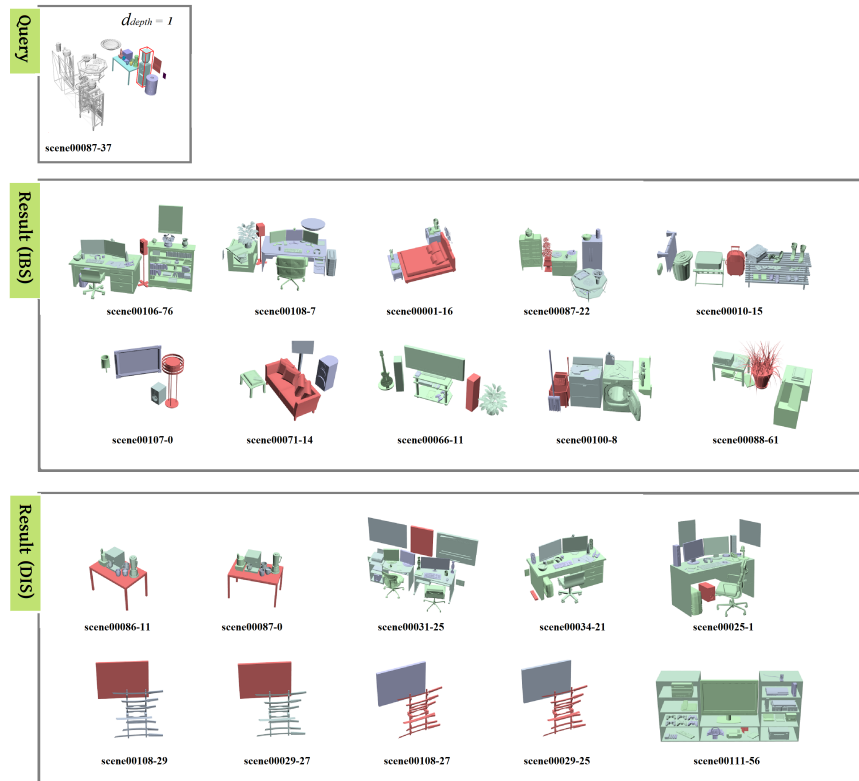 Query
d_depth = 1
scene00087-37
Result (IBS)
scene00106-76
scene00108-7
scene00001-16
scene00087-22
scene00010-15
scene00107-0
scene00071-14
scene00066-11
scene00100-8
scene00088-61
Result (DIS)
scene00086-11
scene00087-0
scene00031-25
scene00034-21
scene00025-1
scene00108-29
scene00029-27
scene00108-27
scene00029-25
scene00111-56